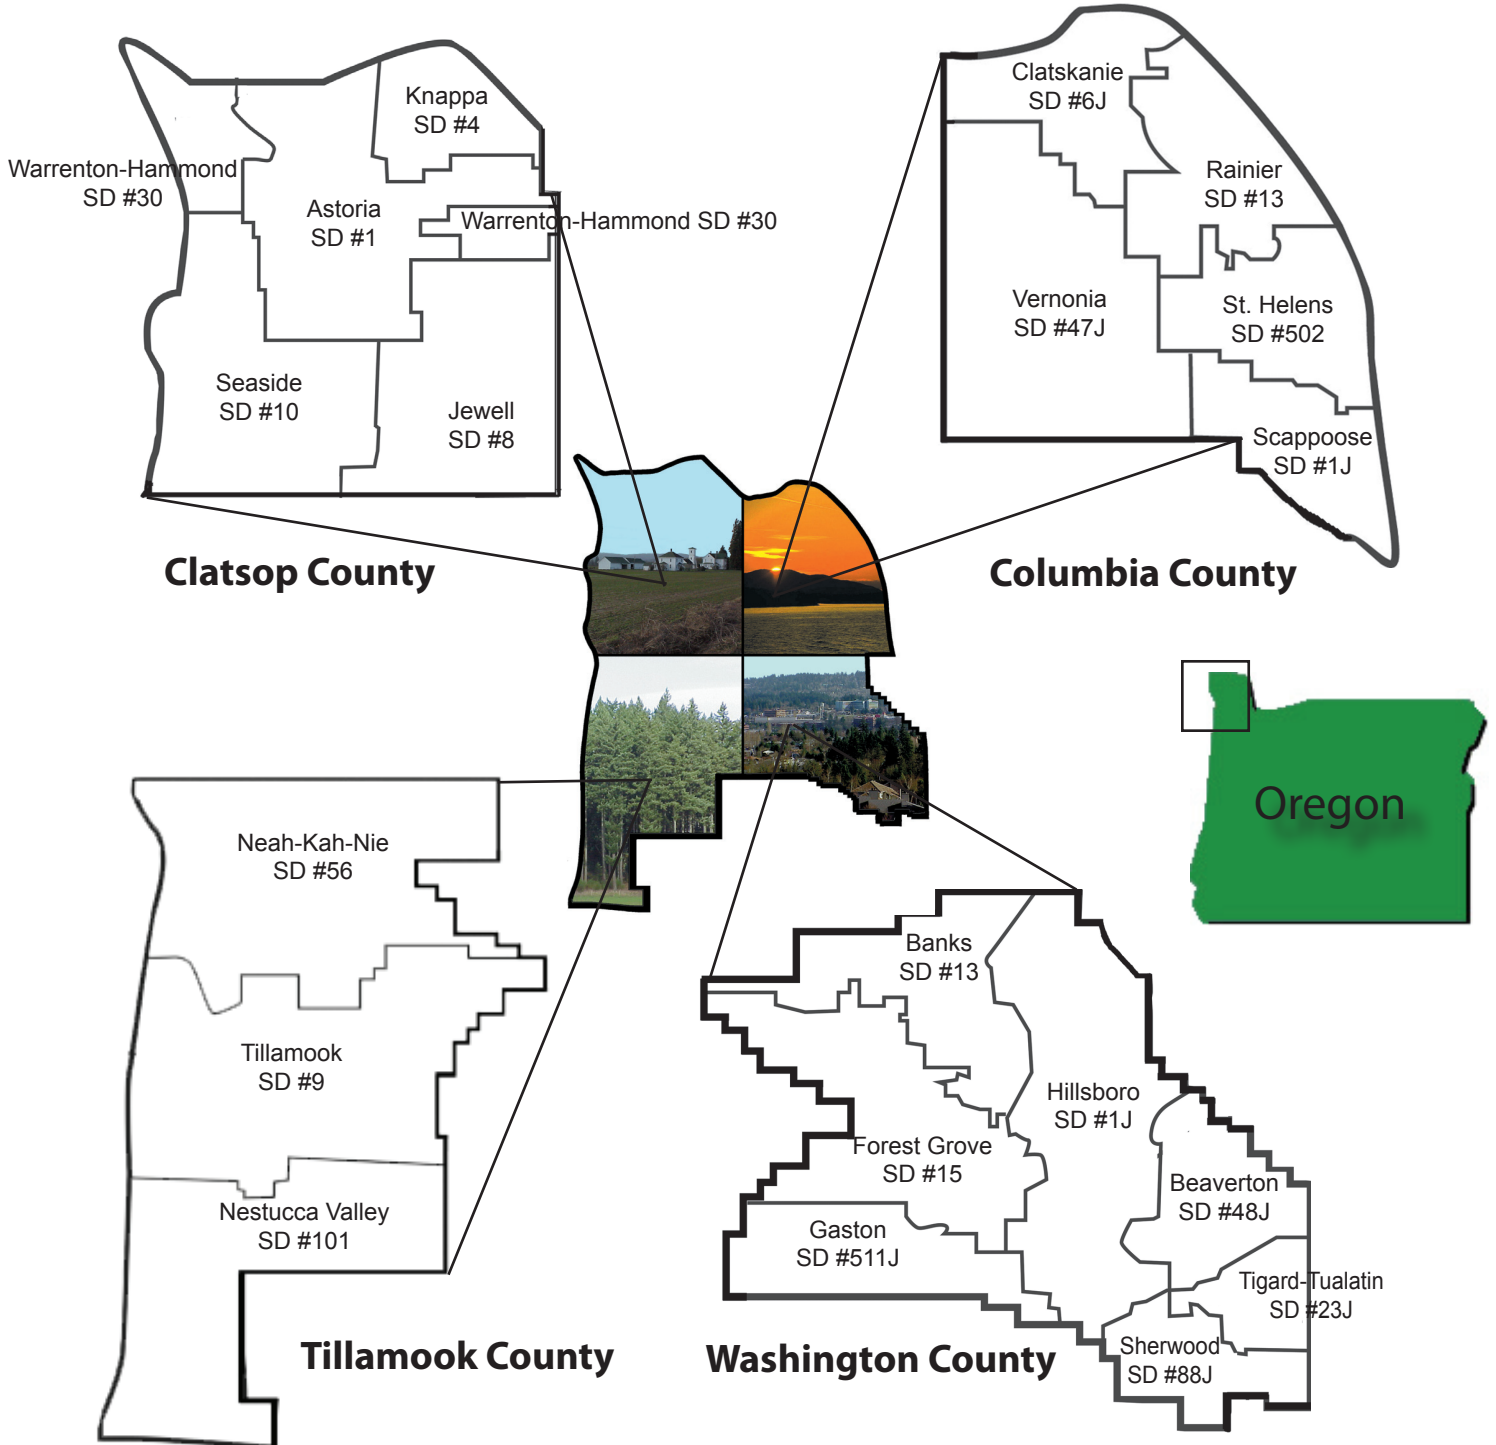 Knappa
SD #4
Warrenton-Hammond
SD #30
Astoria
SD #1
Warrenton-Hammond SD #30
Seaside
SD #10
Jewell
SD #8
Clatsop County
Clatskanie
SD #6J
Rainier
SD #13
Vernonia
SD #47J
St. Helens
SD #502
Scappoose
SD #1J
Columbia County
Oregon
Neah-Kah-Nie
SD #56
Tillamook
SD #9
Nestucca Valley
SD #101
Tillamook County
Banks
SD #13
Hillsboro
SD #1J
Forest Grove
SD #15
Beaverton
SD #48J
Gaston
SD #511J
Tigard-Tualatin
SD #23J
Sherwood
SD #88J
Washington County